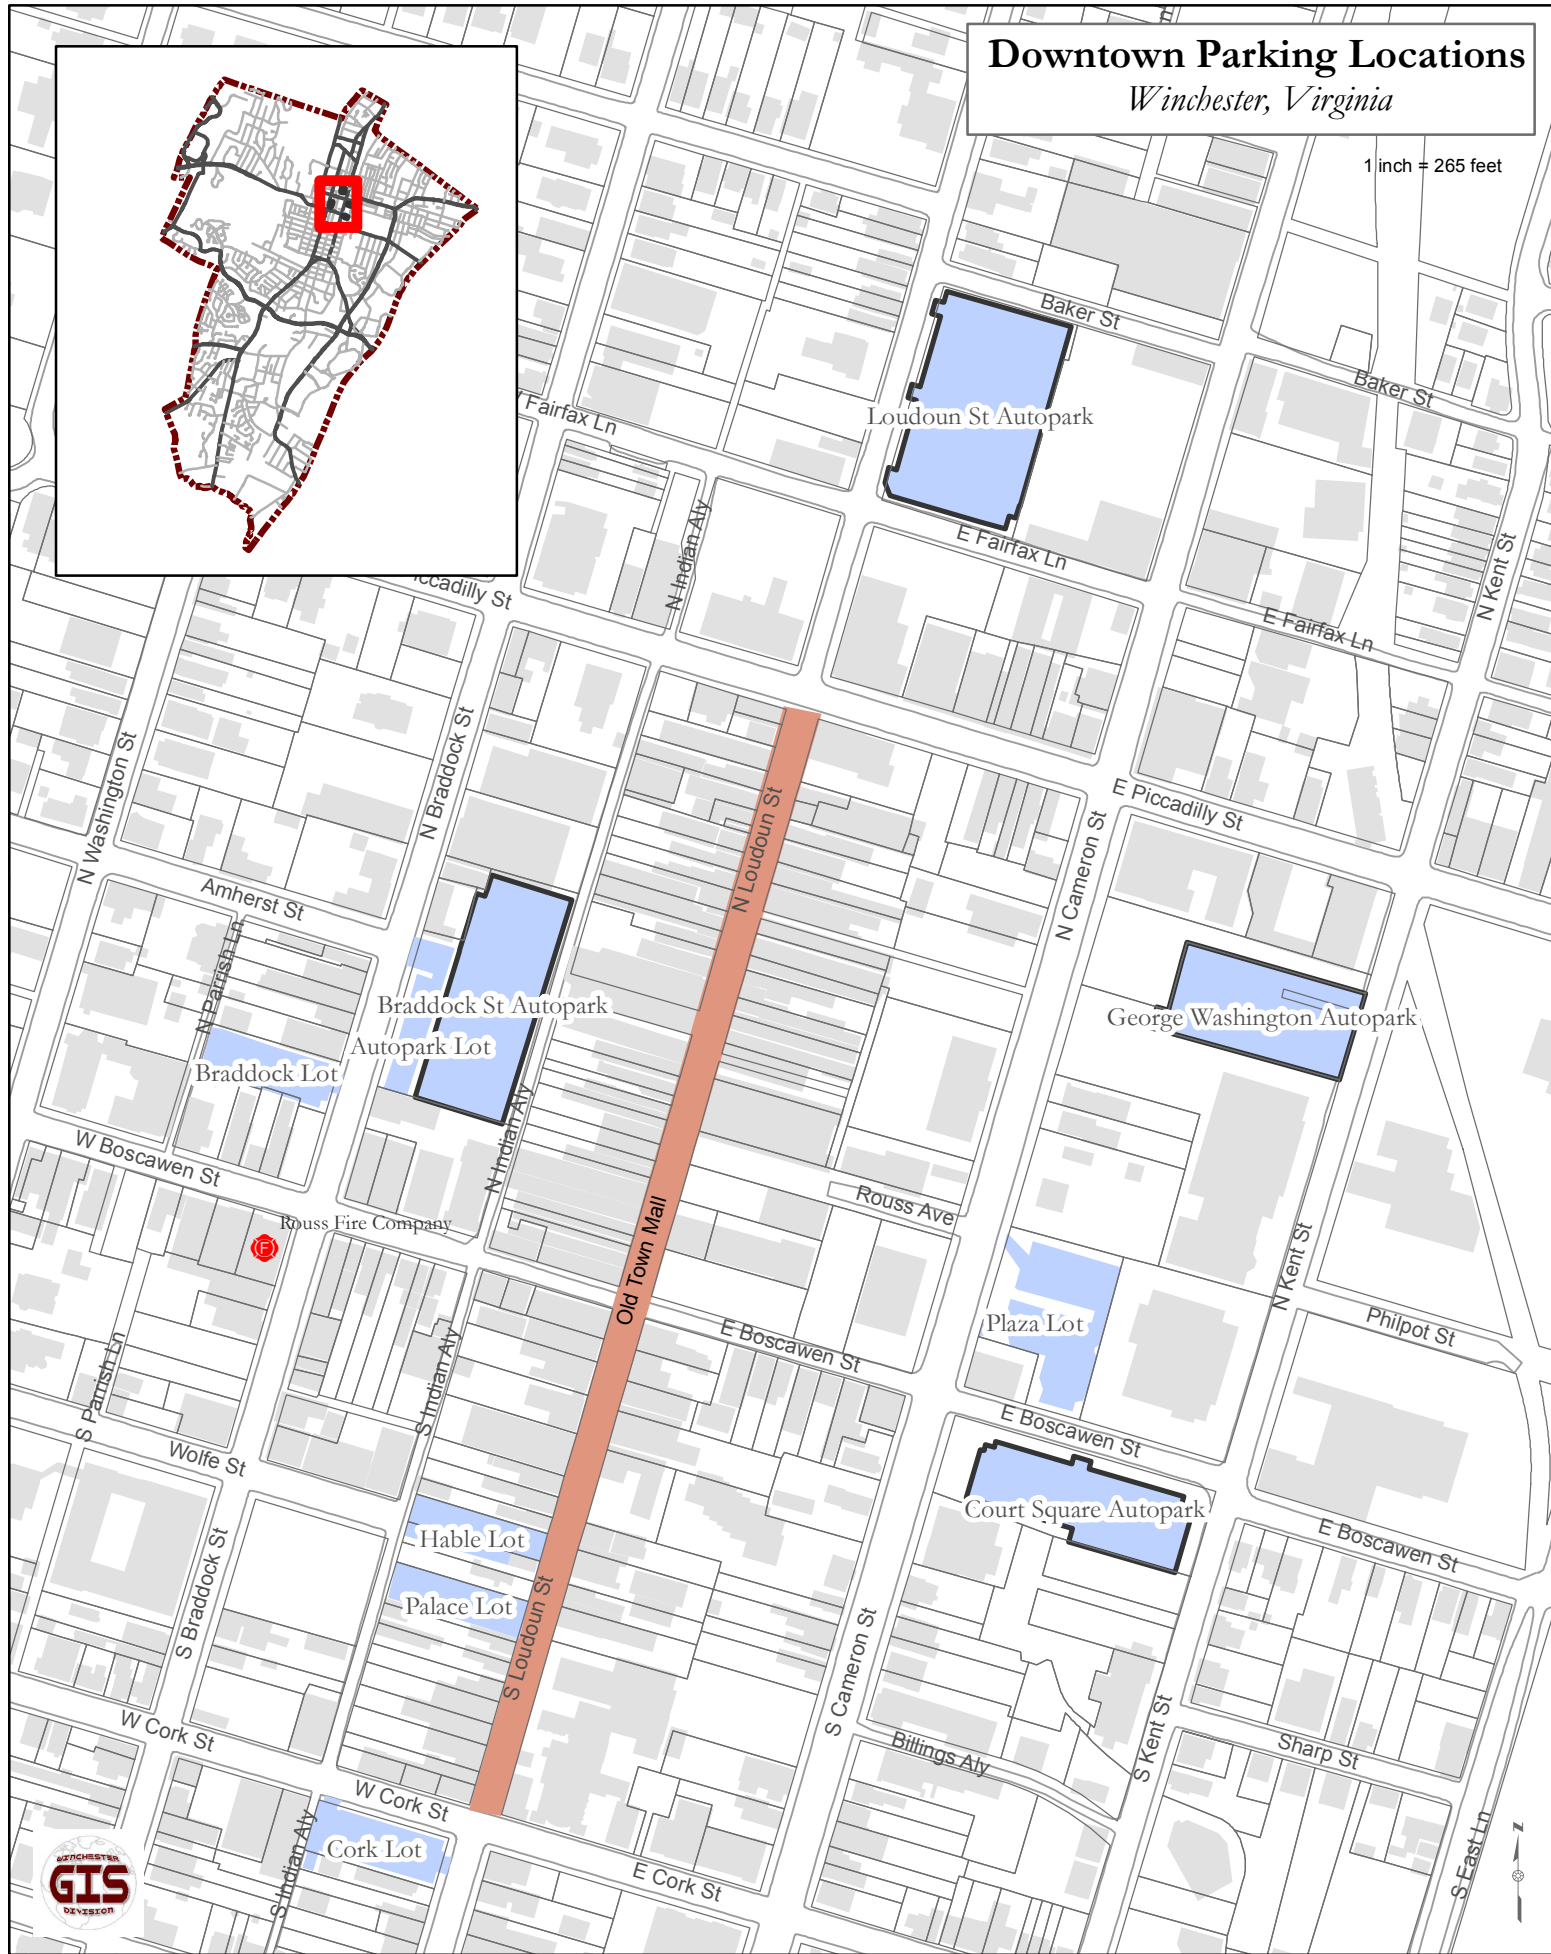 Downtown Parking Locations
Winchester, Virginia
1 inch = 265 feet
Baker St
Baker St
Loudoun St Autopark
Fairfax Ln
N Indian Aly
E Fairfax Ln
N Kent St
E Fairfax Ln
N Washington St
N Braddock St
N Loudoun St
E Piccadilly St
N Cameron St
Amherst St
N Parrish Ln
Braddock St Autopark
Autopark Lot
Braddock Lot
George Washington Autopark
N Indian Aly
W Boscawen St
Rouss Ave
Rouss Fire Company
F
Old Town Mall
N Kent St
Plaza Lot
Philpot St
E Boscawen St
S Parrish Ln
S Indian Aly
E Boscawen St
Wolfe St
Court Square Autopark
E Boscawen St
Hable Lot
Palace Lot
S Braddock St
S Loudoun St
S Cameron St
W Cork St
S Kent St
Sharp St
Billings Aly
W Cork St
Cork Lot
S Indian Aly
E Cork St
S East Ln
Z
WINCHESTER
GIS
DIVISION